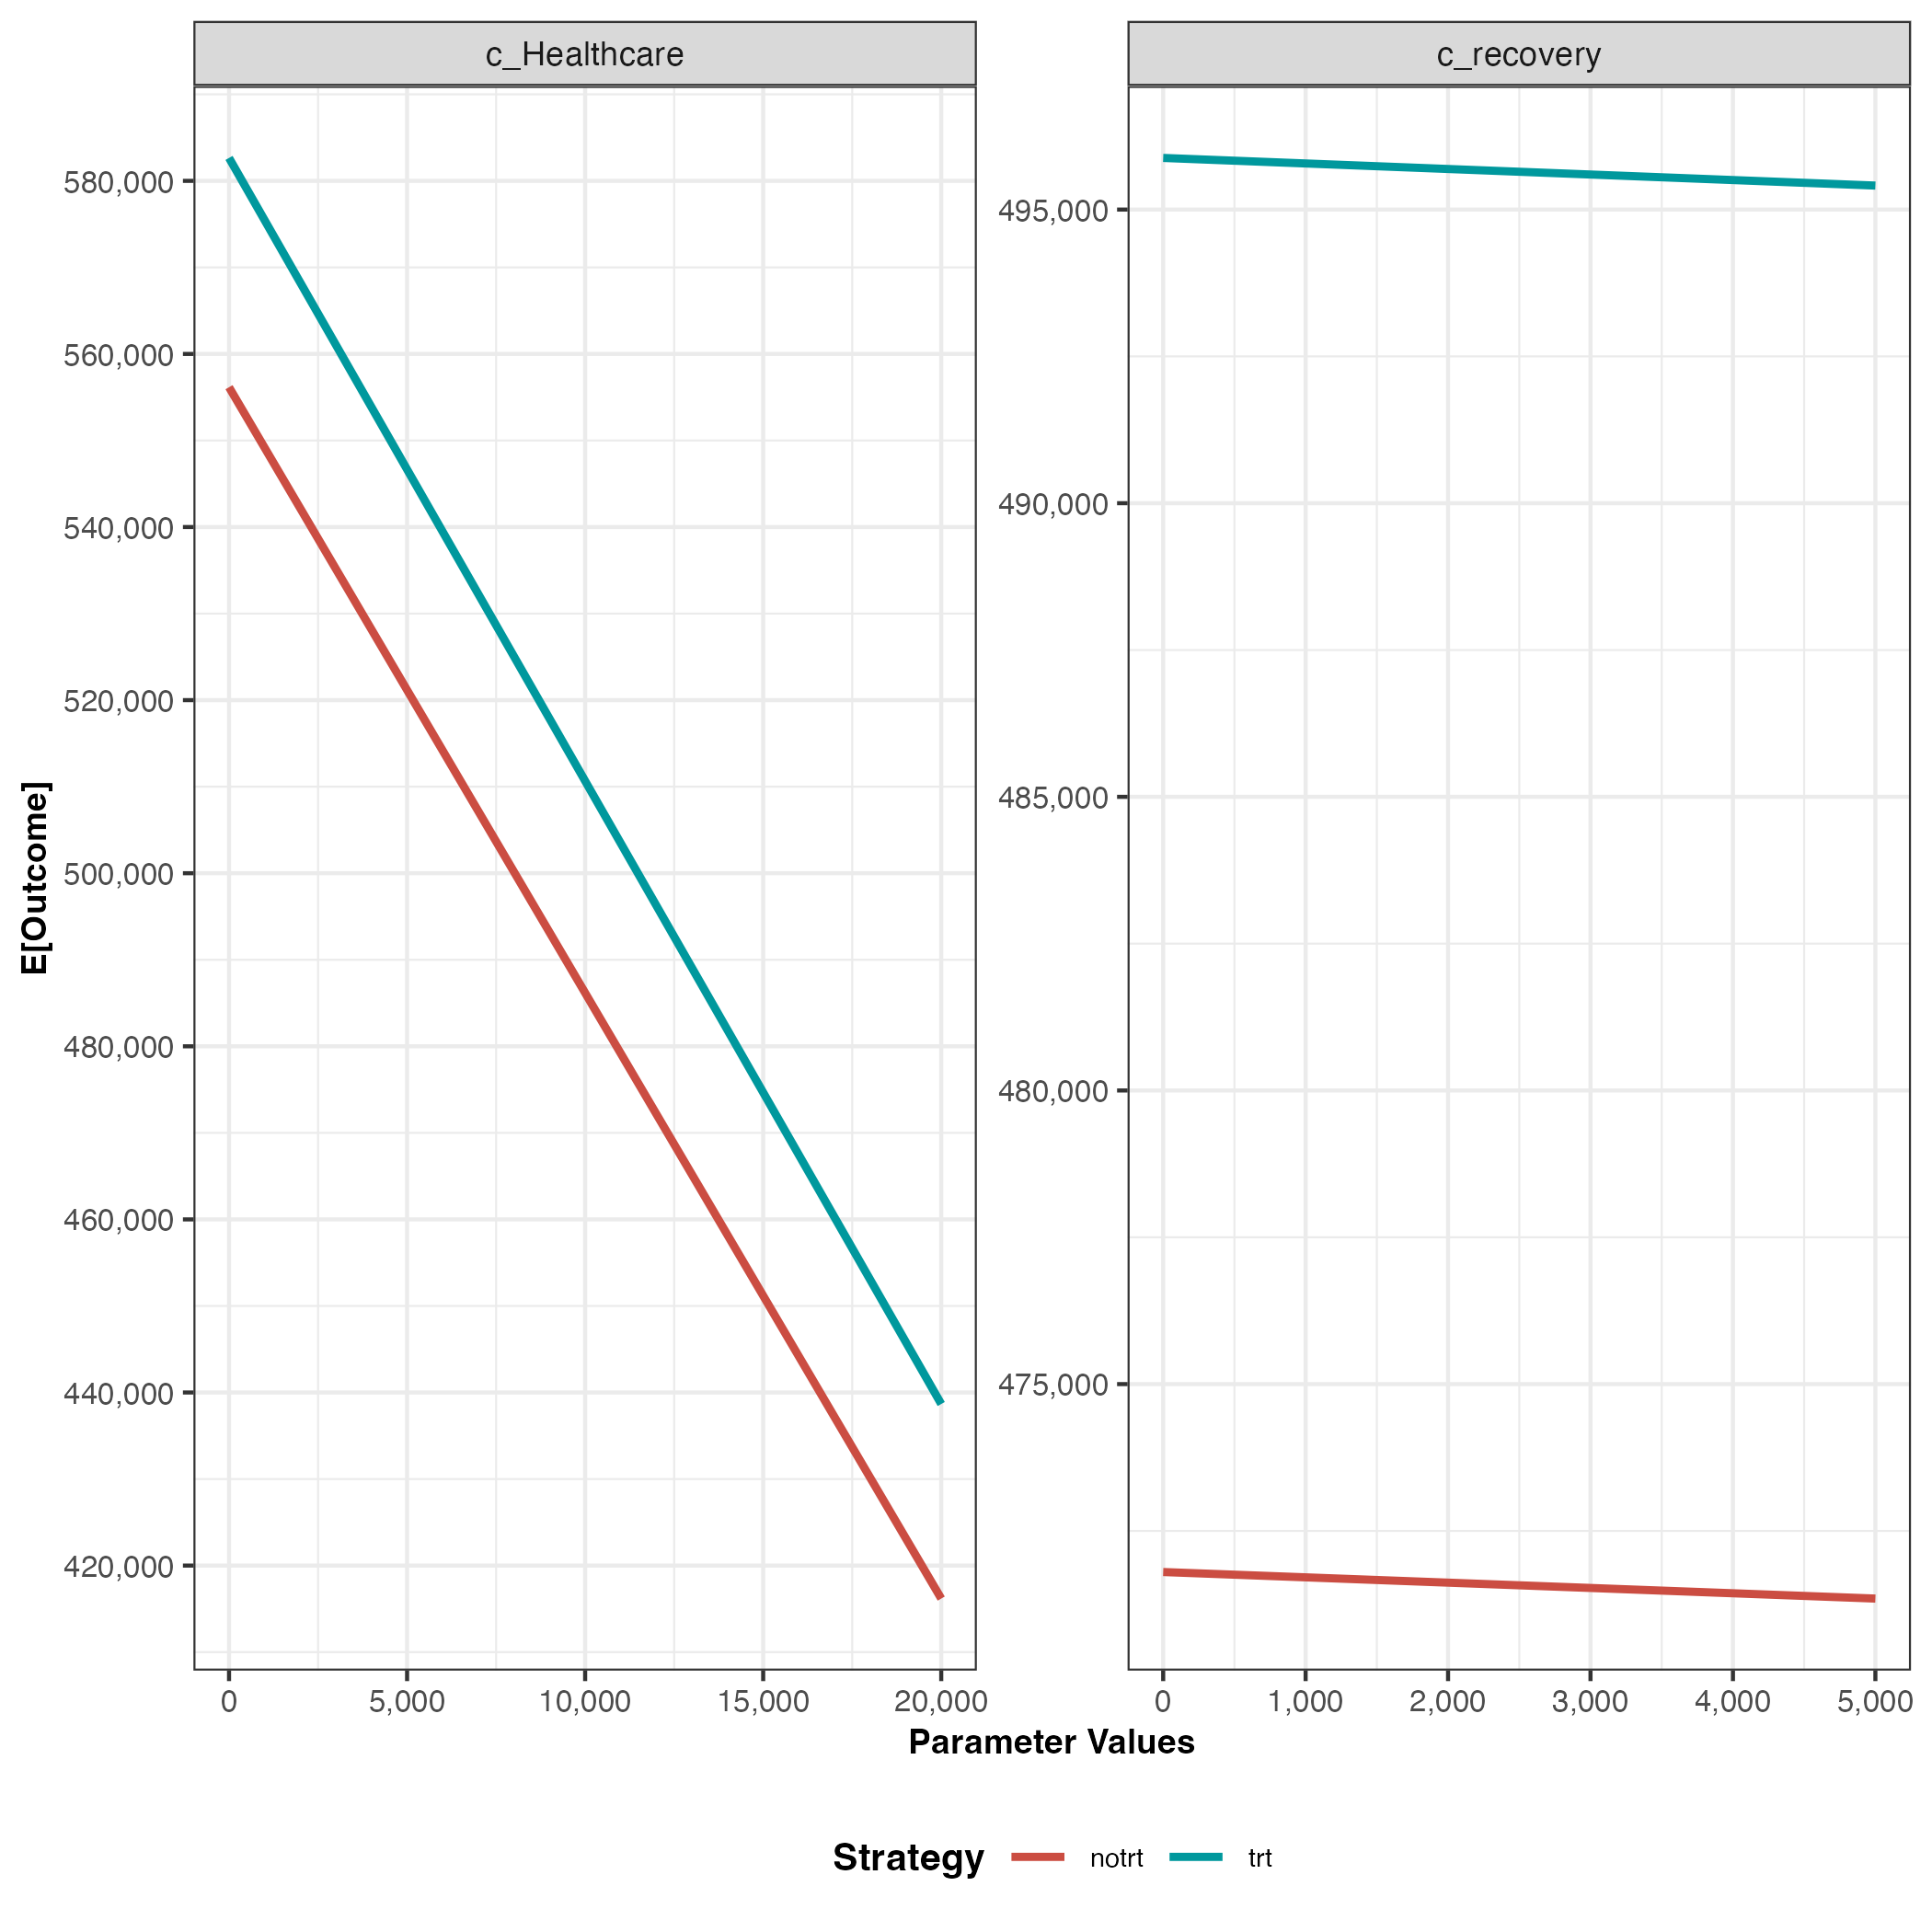 c_Healthcare
c_recovery
E[Outcome]
580,000
560,000
540,000
520,000
500,000
480,000
460,000
440,000
420,000
495,000
490,000
485,000
480,000
475,000
0 5,000 10,000 15,000 20,000
0 1,000 2,000 3,000 4,000 5,000
Parameter Values
Strategy notrt trt